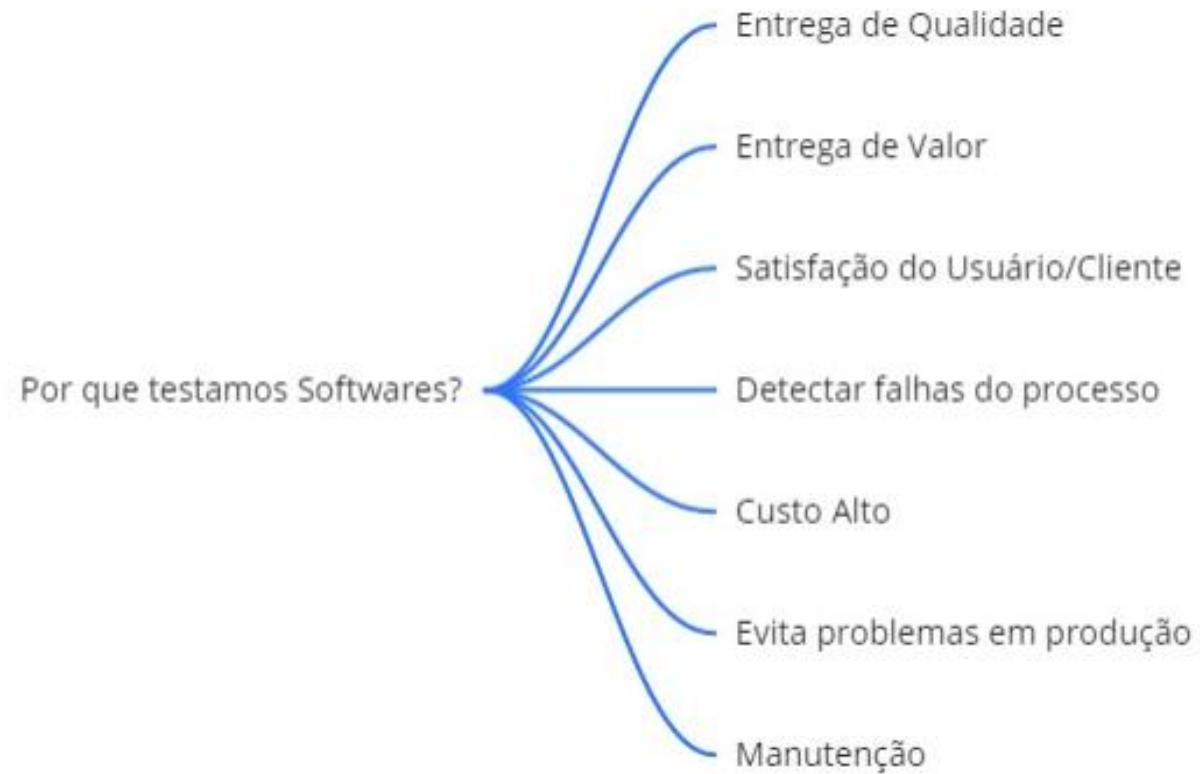 Entrega de Qualidade
Entrega de Valor
Satisfação do Usuário/Cliente
Por que testamos Softwares?
Detectar falhas do processo
Custo Alto
Evita problemas em produção
Manutenção